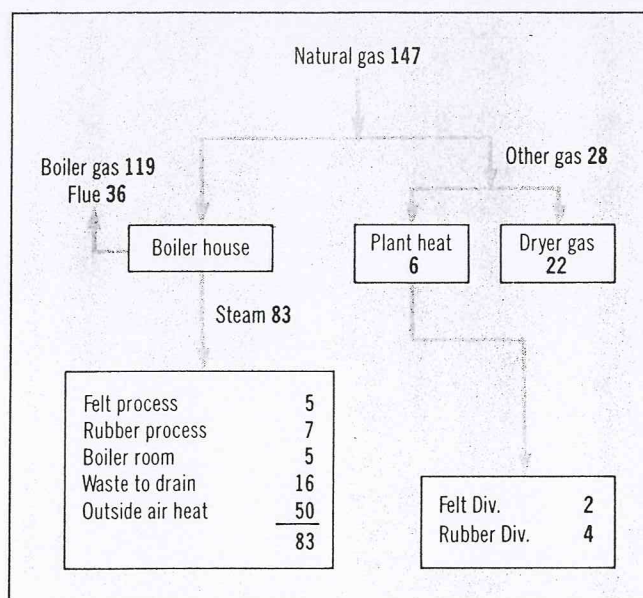 Natural gas 147
Boiler gas 119
Flue 36
Other gas 28
Boiler house
Plant heat
6
Dryer gas
22
Steam 83
Felt process 5
Rubber process 7
Boiler room 5
Waste to drain 16
Outside air heat 50
83
Felt Div. 2
Rubber Div. 4